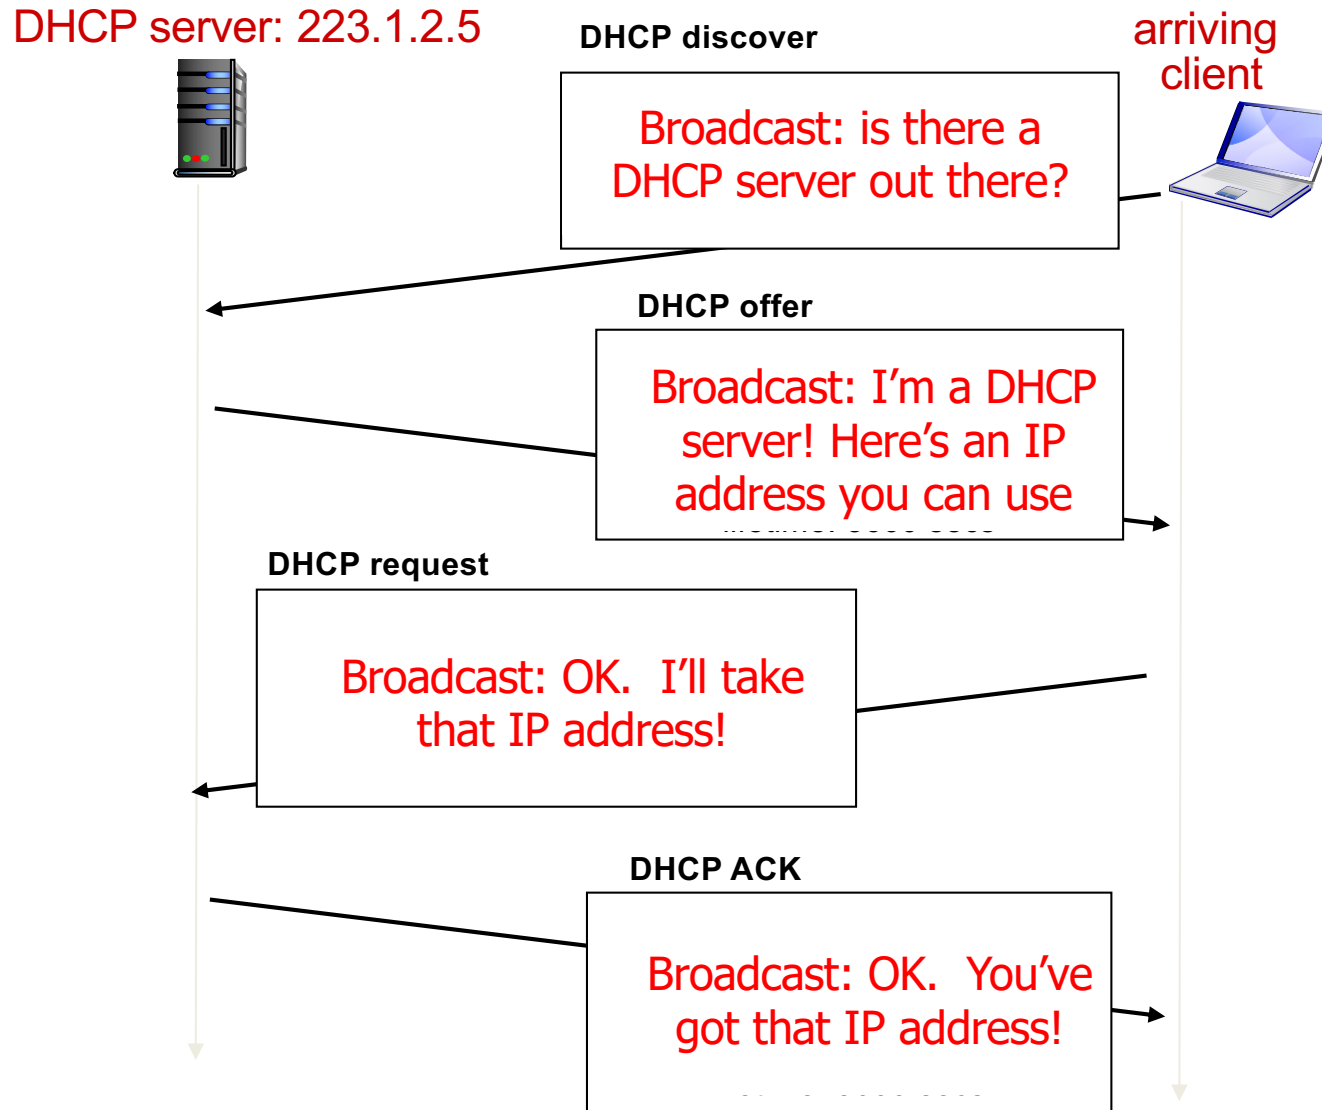 DHCP server: 223.1.2.5
DHCP discover
arriving
client
Broadcast: is there a
DHCP server out there?
DHCP offer
Broadcast: I’m a DHCP
server! Here’s an IP
address you can use
DHCP request
Broadcast: OK.  I’ll take
that IP address!
DHCP ACK
Broadcast: OK.  You’ve
got that IP address!